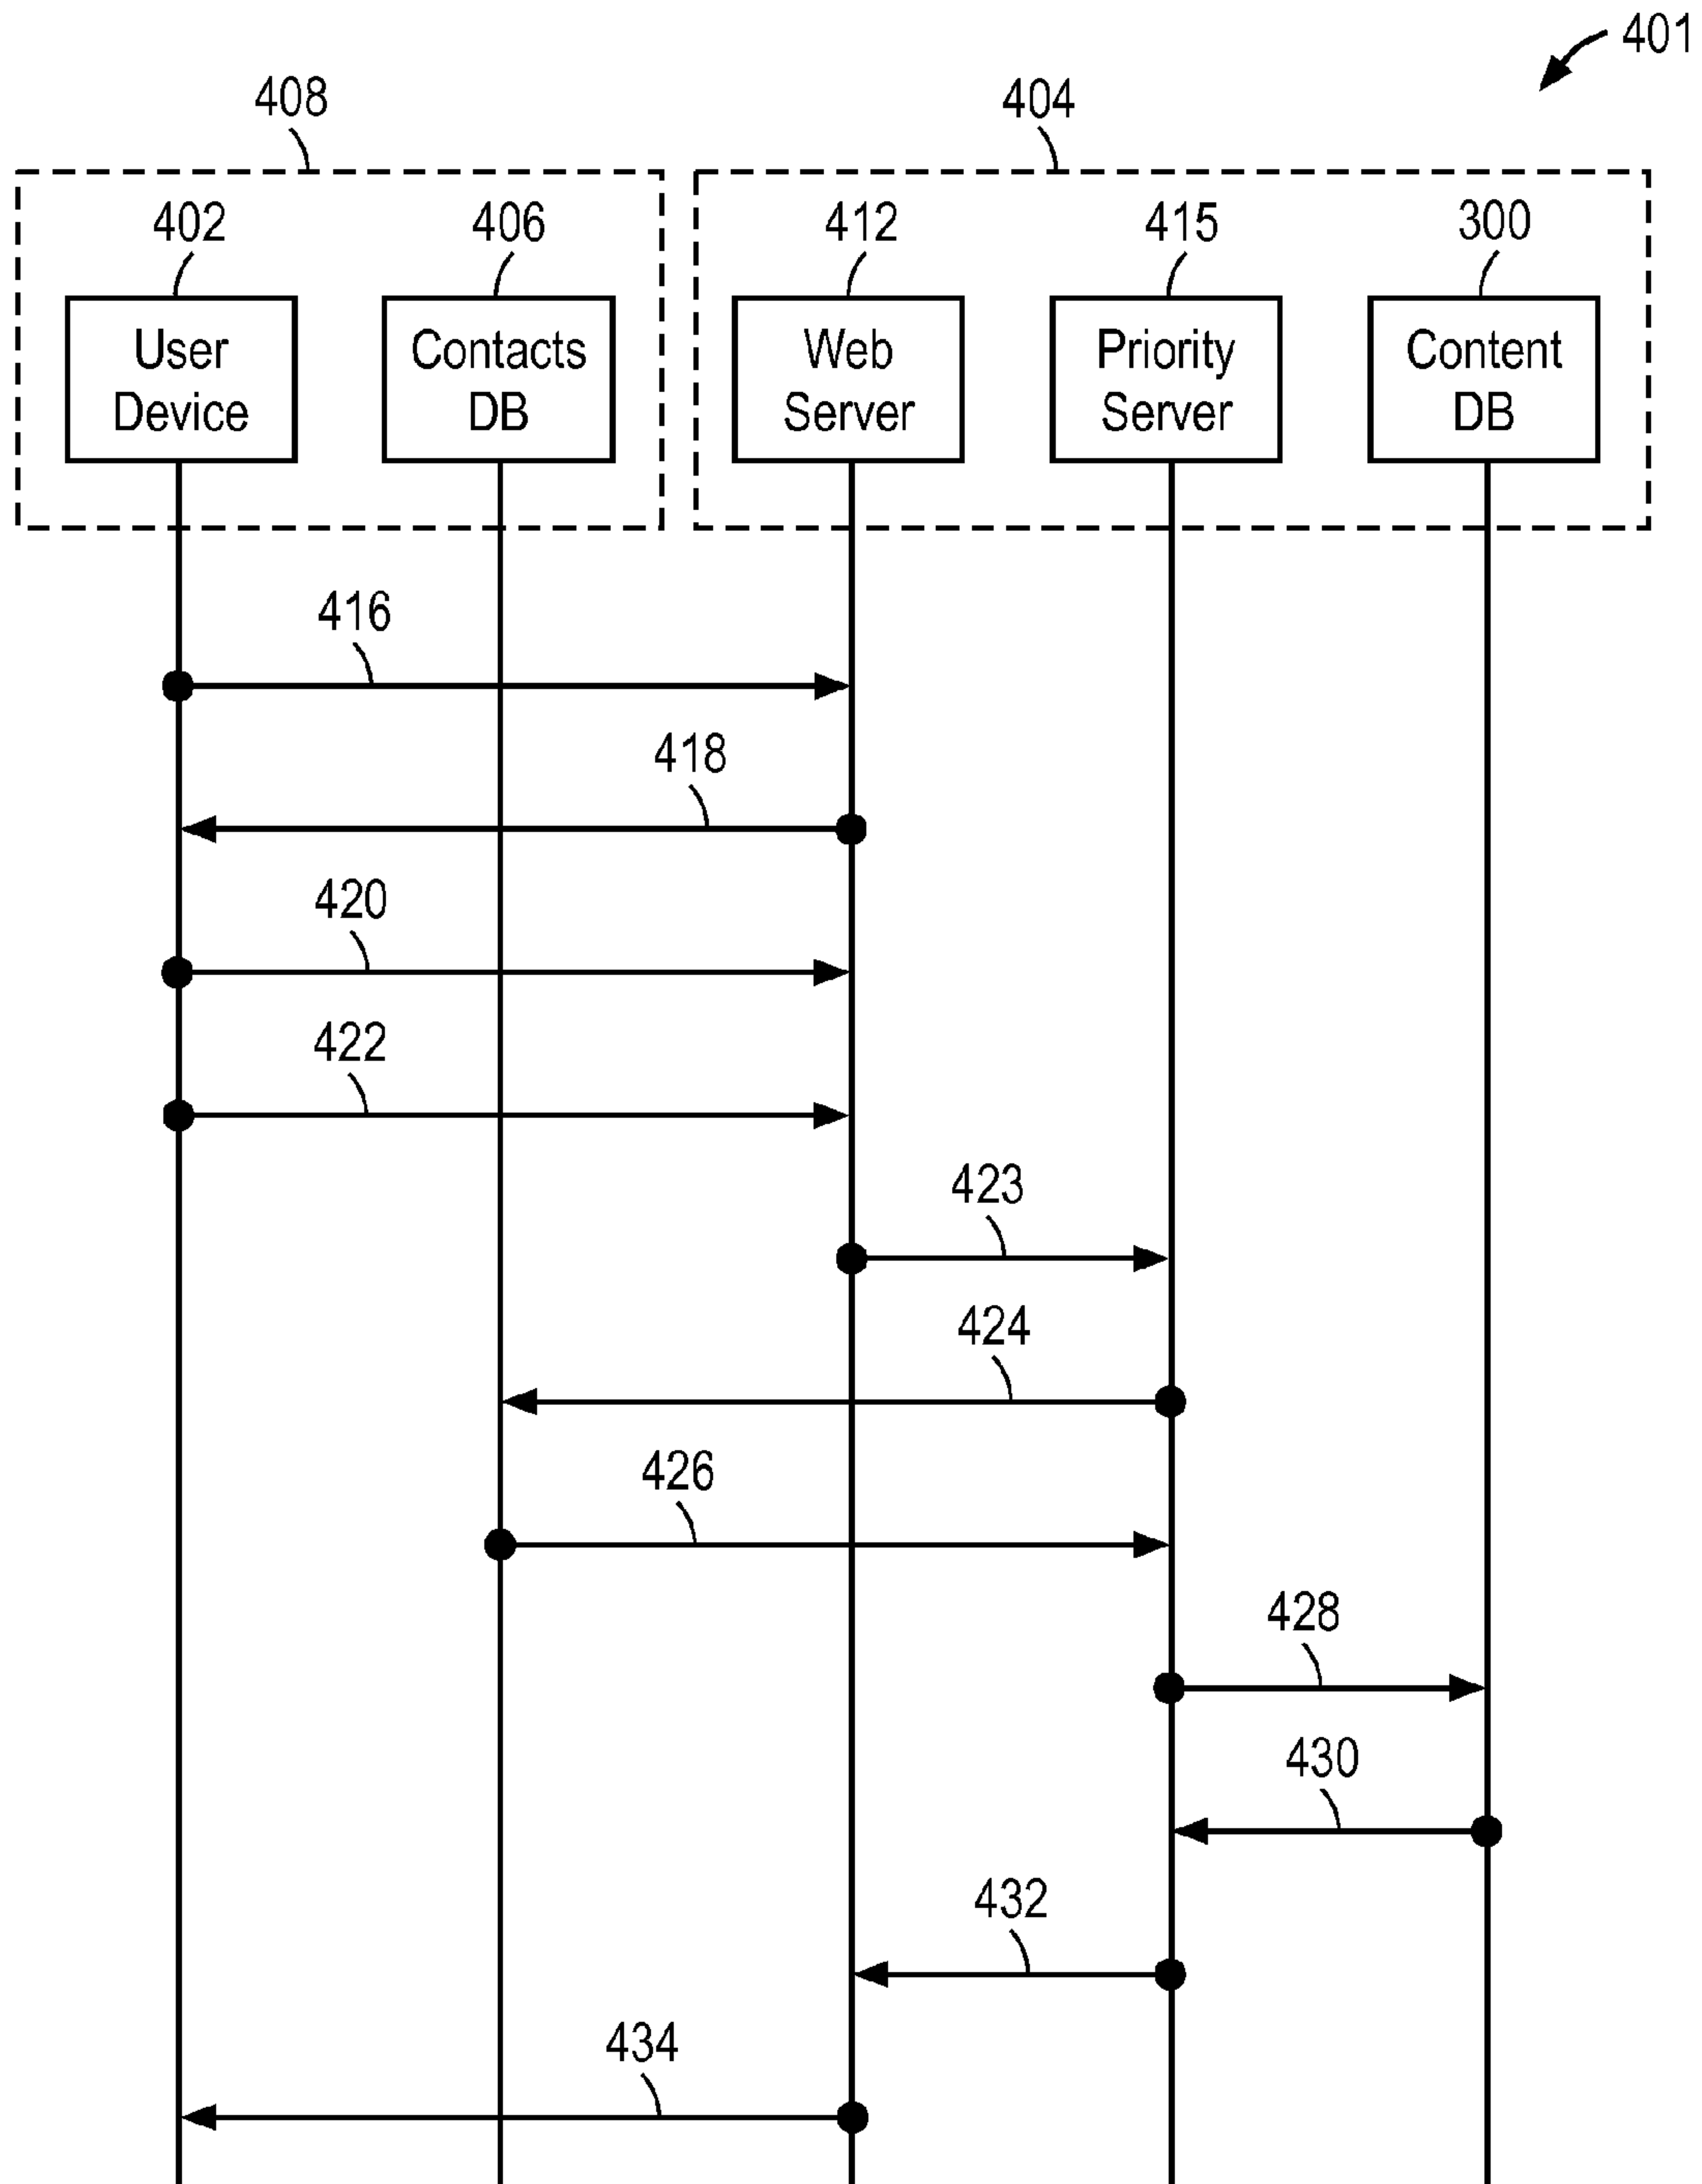 401
408
404
402
406
412
415
300
User
Device
Contacts
DB
Web
Server
Priority
Server
Content
DB
416
418
420
422
423
424
426
428
430
432
434